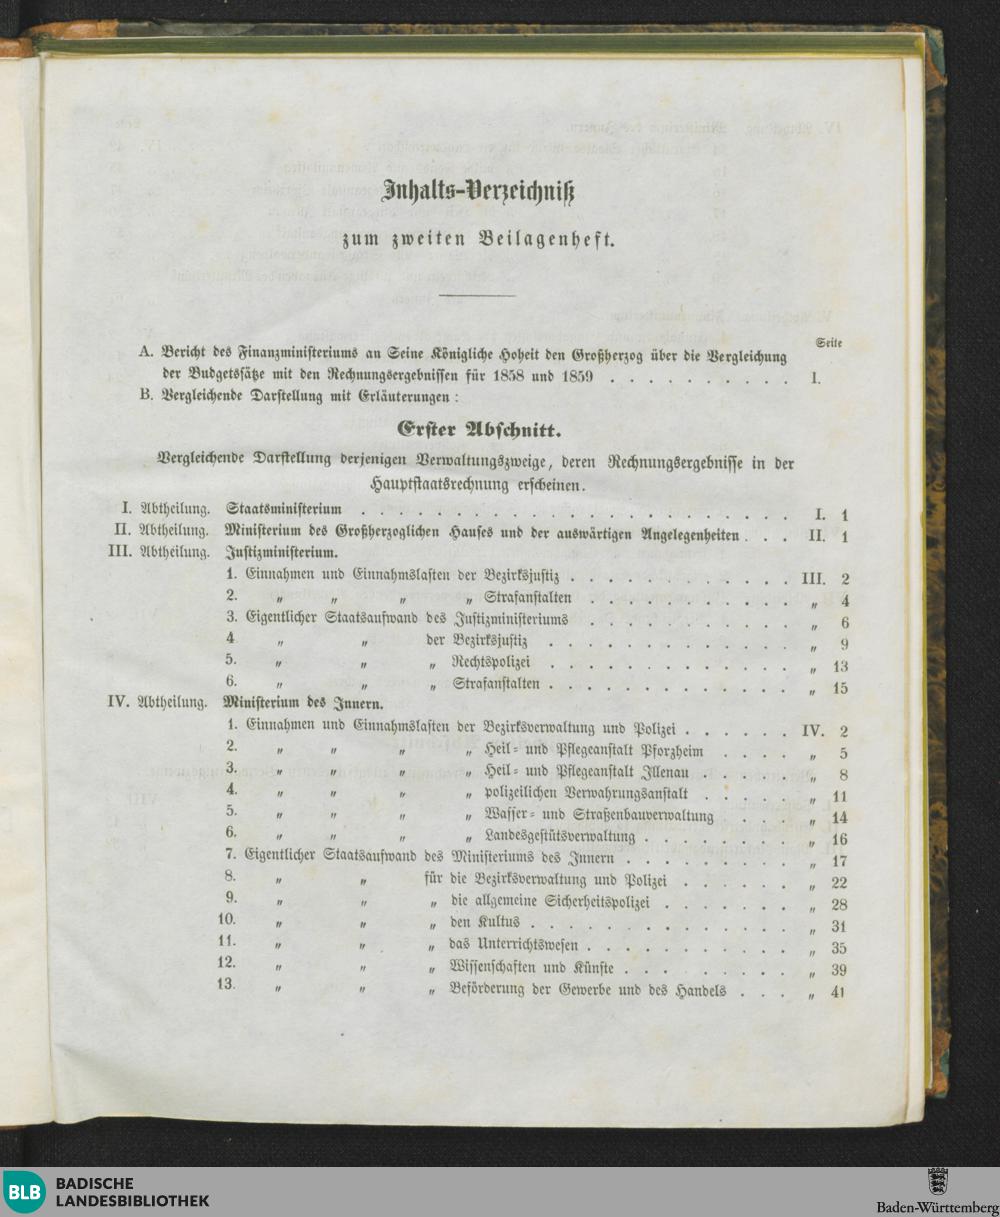 Inhalts-Verzeichniß
zum zweiten Beilagenheft.
Seite
A. Bericht des Finanzministeriums an Seine Königliche Hoheit den Großherzog über die Vergleichung
der Budgetsätze mit den Rechnungsergebnissen für 1858 und 1859 . . . . . . . . . . I.
B. Vergleichende Darstellung mit Erläuterungen:
Erster Abschnitt.
Vergleichende Darstellung derjenigen Verwaltungszweige, deren Rechnungsergebnisse in der
Hauptstaatsrechnung erscheinen.
I. Abtheilung. Staatsministerium . . . . . . . . . . . . . . . . . . . . . . I. 1
II. Abtheilung. Ministerium des Großherzoglichen Hauses und der auswärtigen Angelegenheiten . . . II. 1
III. Abtheilung. Justizministerium.
1. Einnahmen und Einnahmslasten der Bezirksjustiz . . . . . . . . . . . . III. 2
2. „ „ „ „ Strafanstalten . . . . . . . . . . . „ 4
3. Eigentlicher Staatsaufwand des Justizministeriums . . . . . . . . . . . „ 6
4 „ „ der Bezirksjustiz . . . . . . . . . . . . . „ 9
5. „ „ „ Rechtspolizei . . . . . . . . . . . . . „ 13
6. „ „ „ Strafanstalten . . . . . . . . . . . . . „ 15
IV. Abtheilung. Ministerium des Innern.
1. Einnahmen und Einnahmslasten der Bezirksverwaltung und Polizei . . . . . . IV. 2
2. „ „ „ „ Heil- und Pflegeanstalt Pforzheim . . . . . „ 5
3. „ „ „ „ Heil- und Pflegeanstalt Illenau . . . . . „ 8
4. „ „ „ „ polizeilichen Verwahrungsanstalt . . . . . „ 11
5. „ „ „ „ Wasser- und Straßenbauverwaltung . . . . „ 14
6. „ „ „ „ Landesgestütsverwaltung . . . . . . . . „ 16
7. Eigentlicher Staatsaufwand des Ministeriums des Innern . . . . . . . . . „ 17
8. „ „ für die Bezirksverwaltung und Polizei . . . . . . „ 22
9. „ „ „ die allgemeine Sicherheitspolizei . . . . . . . „ 28
10. „ „ „ den Kultus . . . . . . . . . . . . . . „ 31
11. „ „ „ das Unterrichtswesen . . . . . . . . . . . „ 35
12. „ „ „ Wissenschaften und Künste . . . . . . . . . „ 39
13. „ „ „ Beförderung der Gewerbe und des Handels . . . „ 41
BLB BADISCHE
LANDESBIBLIOTHEK
Baden-Württemberg